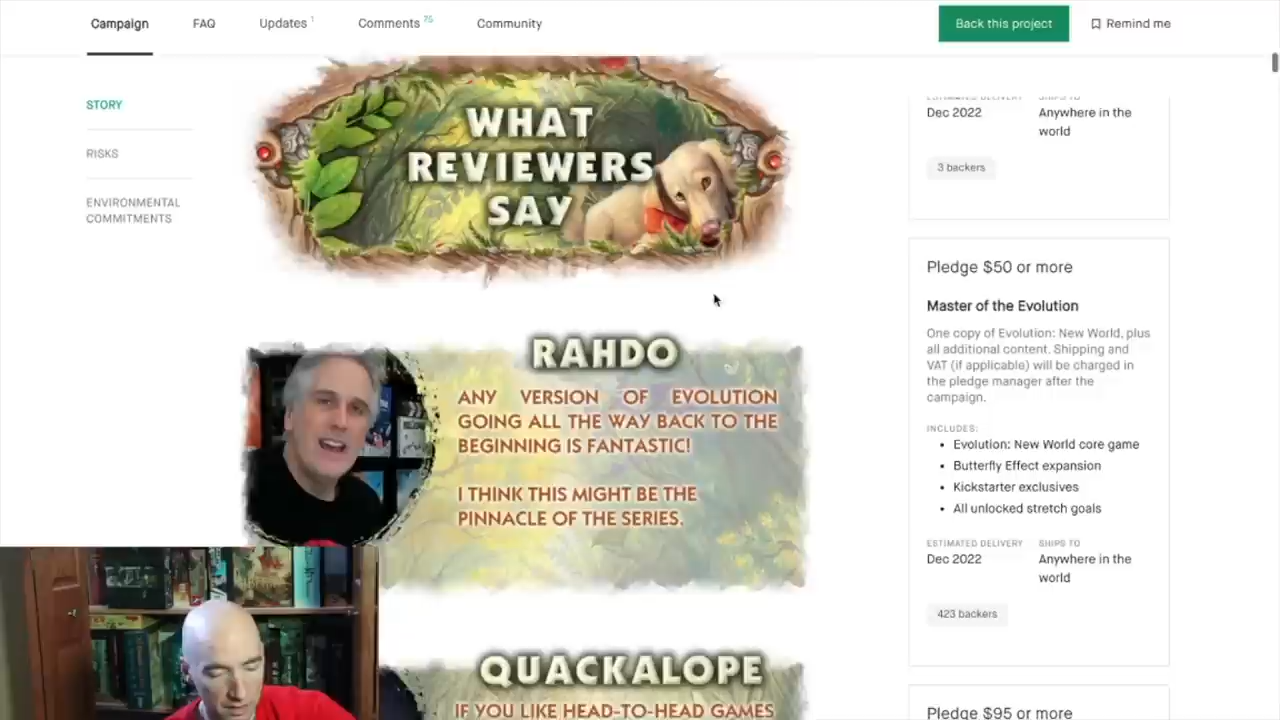 Campaign
FAQ
Updates 1
Comments 75
Community
Back this project
Remind me
STORY
RISKS
ENVIRONMENTAL
COMMITMENTS
WHAT
REVIEWERS
SAY
RAHDO
ANY VERSION OF EVOLUTION
GOING ALL THE WAY BACK TO THE
BEGINNING IS FANTASTIC!
I THINK THIS MIGHT BE THE
PINNACLE OF THE SERIES.
QUACKALOPE
IF YOU LIKE HEAD-TO-HEAD GAMES
ESTIMATED DELIVERY
SHIPS TO
Dec 2022
Anywhere in the
world
3 backers
Pledge $50 or more
Master of the Evolution
One copy of Evolution: New World, plus
all additional content. Shipping and
VAT (if applicable) will be charged in
the pledge manager after the
campaign.
INCLUDES:
Evolution: New World core game
Butterfly Effect expansion
Kickstarter exclusives
All unlocked stretch goals
ESTIMATED DELIVERY
SHIPS TO
Dec 2022
Anywhere in the
world
423 backers
Pledge $95 or more